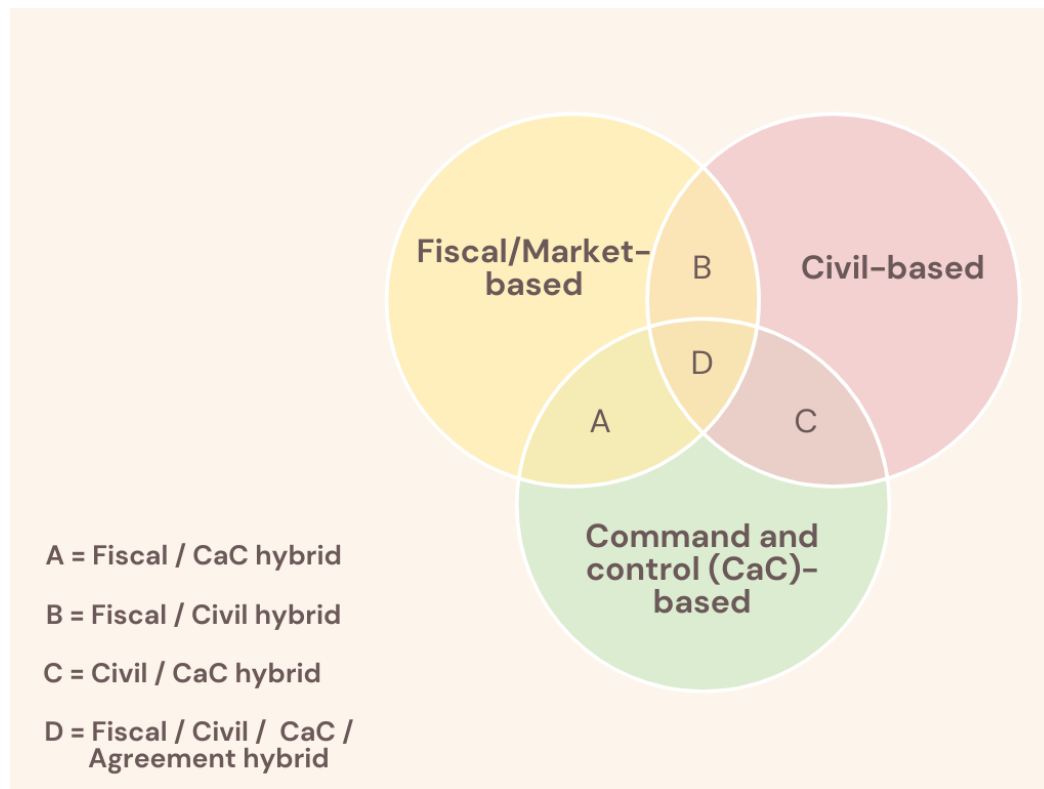 Fiscal/Market-
based
B
Civil-based
D
A
C
Command and
control (CaC)-
based
A = Fiscal / CaC hybrid
B = Fiscal / Civil hybrid
C = Civil / CaC hybrid
D = Fiscal / Civil / CaC /
Agreement hybrid